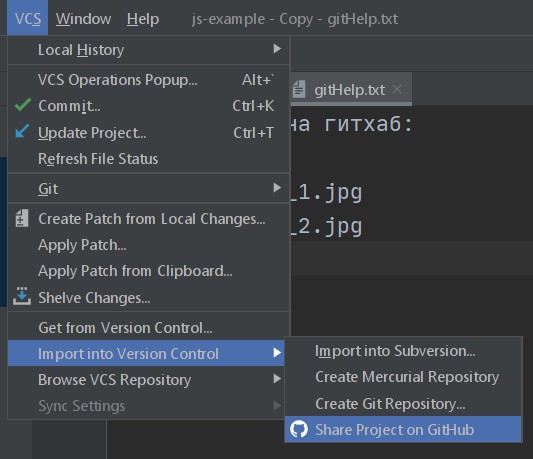 VCS Window Help js-example - Copy - gitHelp.txt
Local History
VCS Operations Popup... Alt+`
Commit... Ctrl+K
Update Project... Ctrl+T
Refresh File Status
Git
Create Patch from Local Changes...
Apply Patch...
Apply Patch from Clipboard...
Shelve Changes...
Get from Version Control...
Import into Version Control
Browse VCS Repository
Sync Settings
gitHelp.txt
на гитхаб:
_1.jpg
_2.jpg
Import into Subversion...
Create Mercurial Repository
Create Git Repository...
Share Project on GitHub